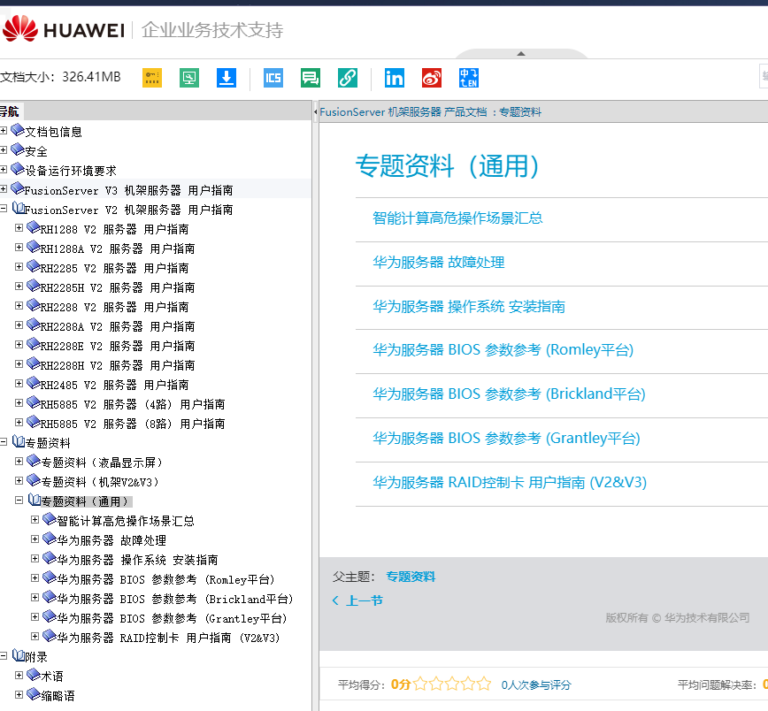 HUAWEI 企业业务技术支持
文档大小：326.41MB
导航
文档包信息
安全
设备运行环境要求
FusionServer V3 机架服务器 用户指南
FusionServer V2 机架服务器 用户指南
RH1288 V2 服务器 用户指南
RH1288A V2 服务器 用户指南
RH2285 V2 服务器 用户指南
RH2285H V2 服务器 用户指南
RH2288 V2 服务器 用户指南
RH2288A V2 服务器 用户指南
RH2288E V2 服务器 用户指南
RH2288H V2 服务器 用户指南
RH2485 V2 服务器 用户指南
RH5885 V2 服务器 (4路) 用户指南
RH5885 V2 服务器 (8路) 用户指南
专题资料
专题资料（液晶显示屏）
专题资料（机架V2&V3）
专题资料（通用）
智能计算高危操作场景汇总
华为服务器 故障处理
华为服务器 操作系统 安装指南
华为服务器 BIOS 参数参考 (Romley平台)
华为服务器 BIOS 参数参考 (Brickland平台)
华为服务器 BIOS 参数参考 (Grantley平台)
华为服务器 RAID控制卡 用户指南 (V2&V3)
附录
术语
缩略语
FusionServer 机架服务器 产品文档 : 专题资料
专题资料（通用）
智能计算高危操作场景汇总
华为服务器 故障处理
华为服务器 操作系统 安装指南
华为服务器 BIOS 参数参考 (Romley平台)
华为服务器 BIOS 参数参考 (Brickland平台)
华为服务器 BIOS 参数参考 (Grantley平台)
华为服务器 RAID控制卡 用户指南 (V2&V3)
父主题： 专题资料
< 上一节
版权所有 © 华为技术有限公司
平均得分： 0分 0人次参与评分 平均问题解决率：